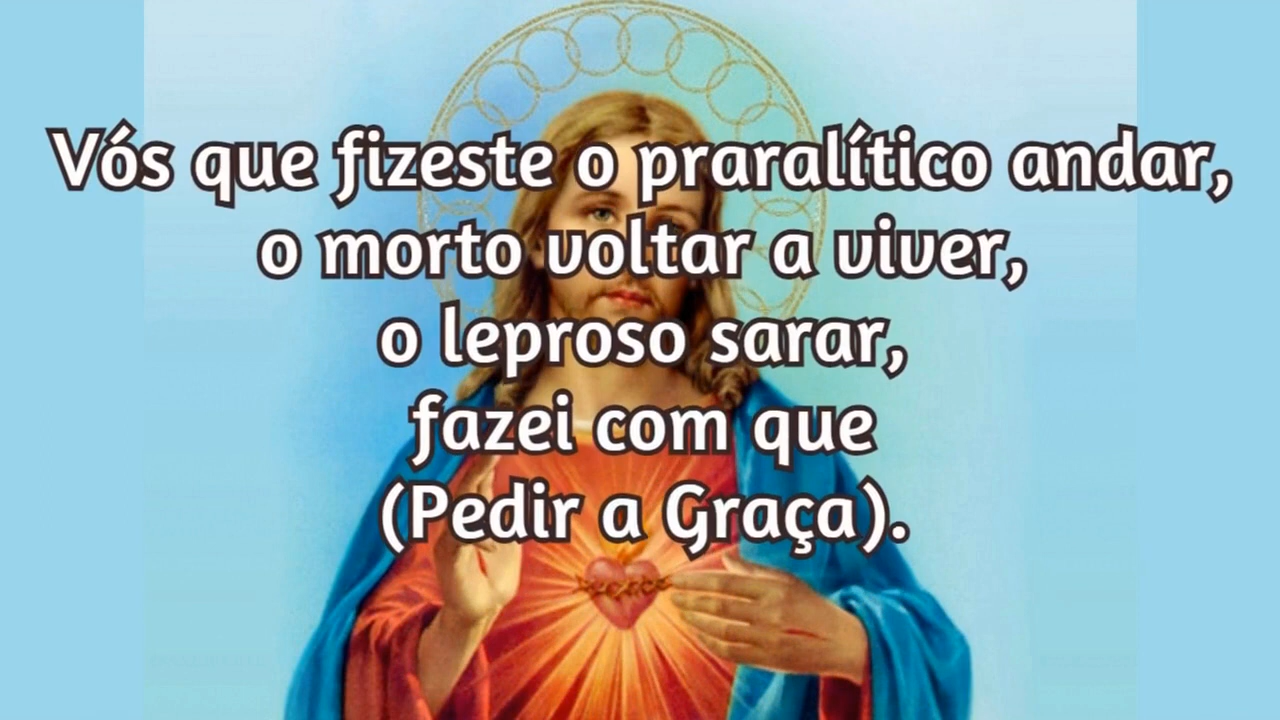 Vós que fizeste o praralítico andar,
o morto voltar a viver,
o leproso sarar,
fazei com que
(Pedir a Graça).